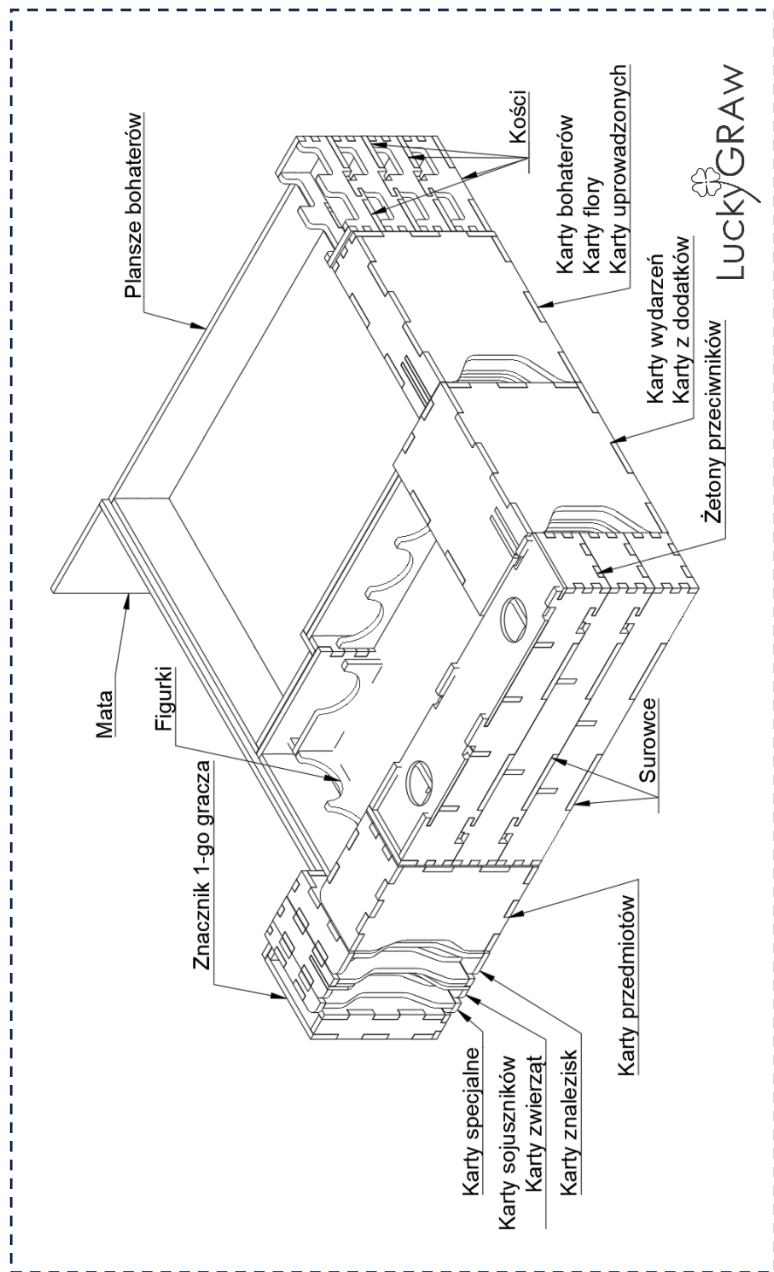 Mata
Figurki
Znacznik 1-go gracza
Plansze bohaterów
Kości
Karty bohaterów
Karty flory
Karty uprowadzonych
Karty wydarzeń
Karty z dodatków
Żetony przeciwników
Surowce
Karty przedmiotów
Karty specjalne
Karty sojuszników
Karty zwierząt
Karty znalezisk
LuckyGRAw